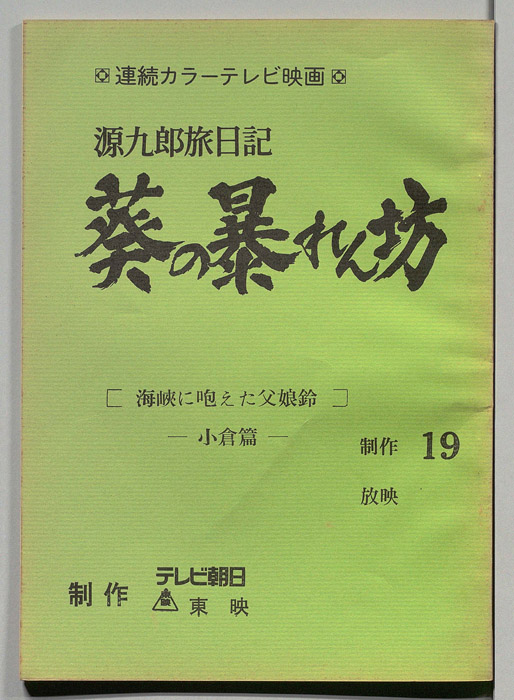 連続カラーテレビ映画
源九郎旅日記
葵の暴れん坊
[ 海峡に咆えた父娘鈴 ]
― 小倉篇 ―
制作 19
放映
制作 テレビ朝日
東映 東映